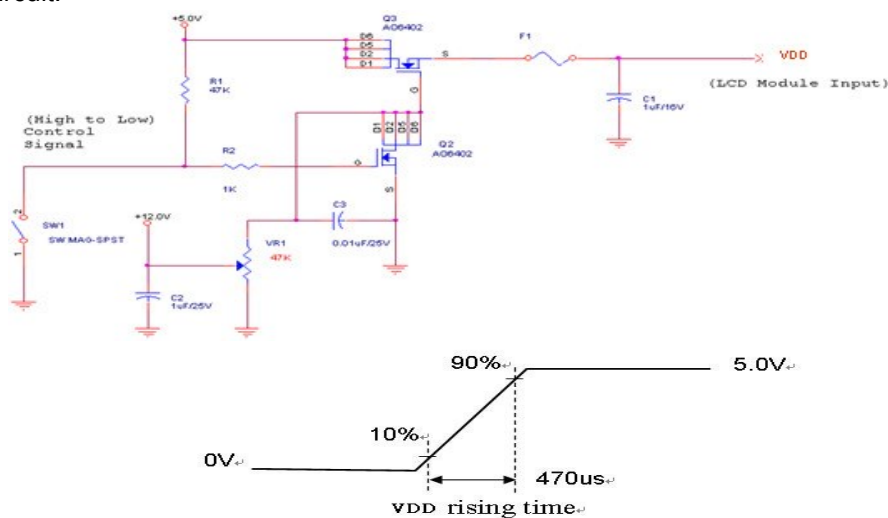 +5.0V
Q3
AO6402
D6
D5
D2
D1
S
G
F1
VDD
(LCD Module Input)
C1
1uF/16V
R1
47K
(High to Low)
Control
Signal
D1
D2
D5
D6
Q2
AO6402
R2
1K
G
S
2
SW1
SW MAG-SPST
1
+12.0V
C3
0.01uF/25V
VR1
47K
C2
1uF/25V
90%
5.0V
10%
0V
470us
VDD rising time